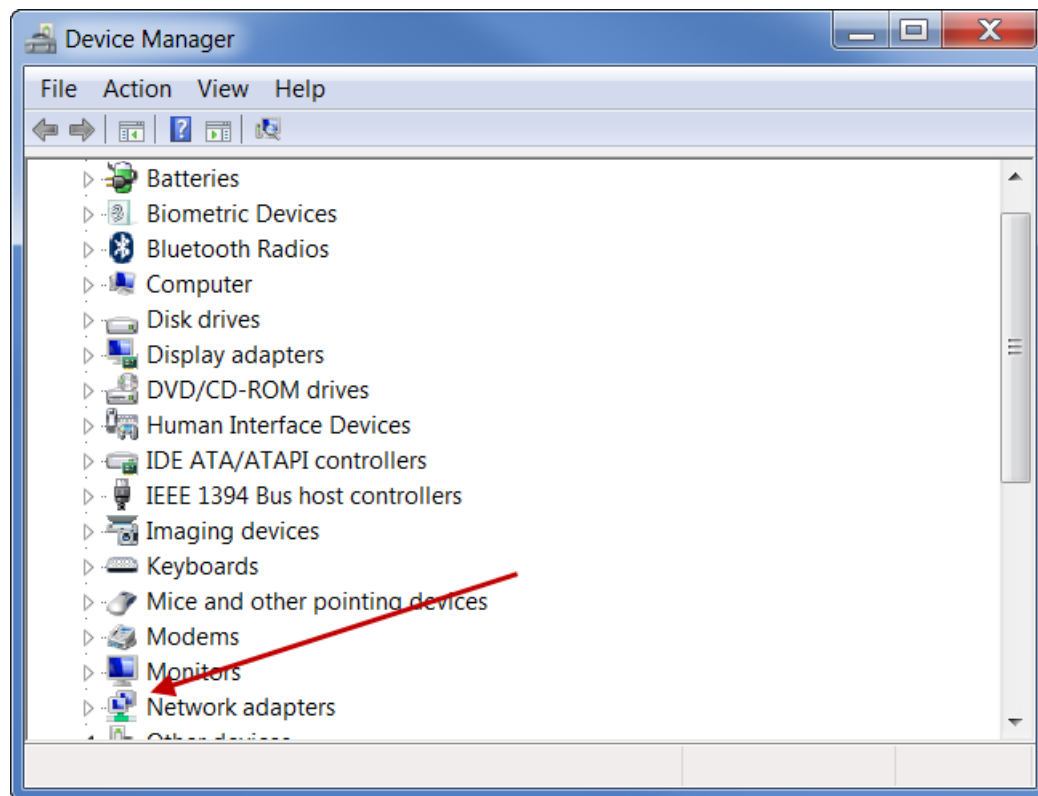 Device Manager
File Action View Help
Batteries
Biometric Devices
Bluetooth Radios
Computer
Disk drives
Display adapters
DVD/CD-ROM drives
Human Interface Devices
IDE ATA/ATAPI controllers
IEEE 1394 Bus host controllers
Imaging devices
Keyboards
Mice and other pointing devices
Modems
Monitors
Network adapters
Other devices